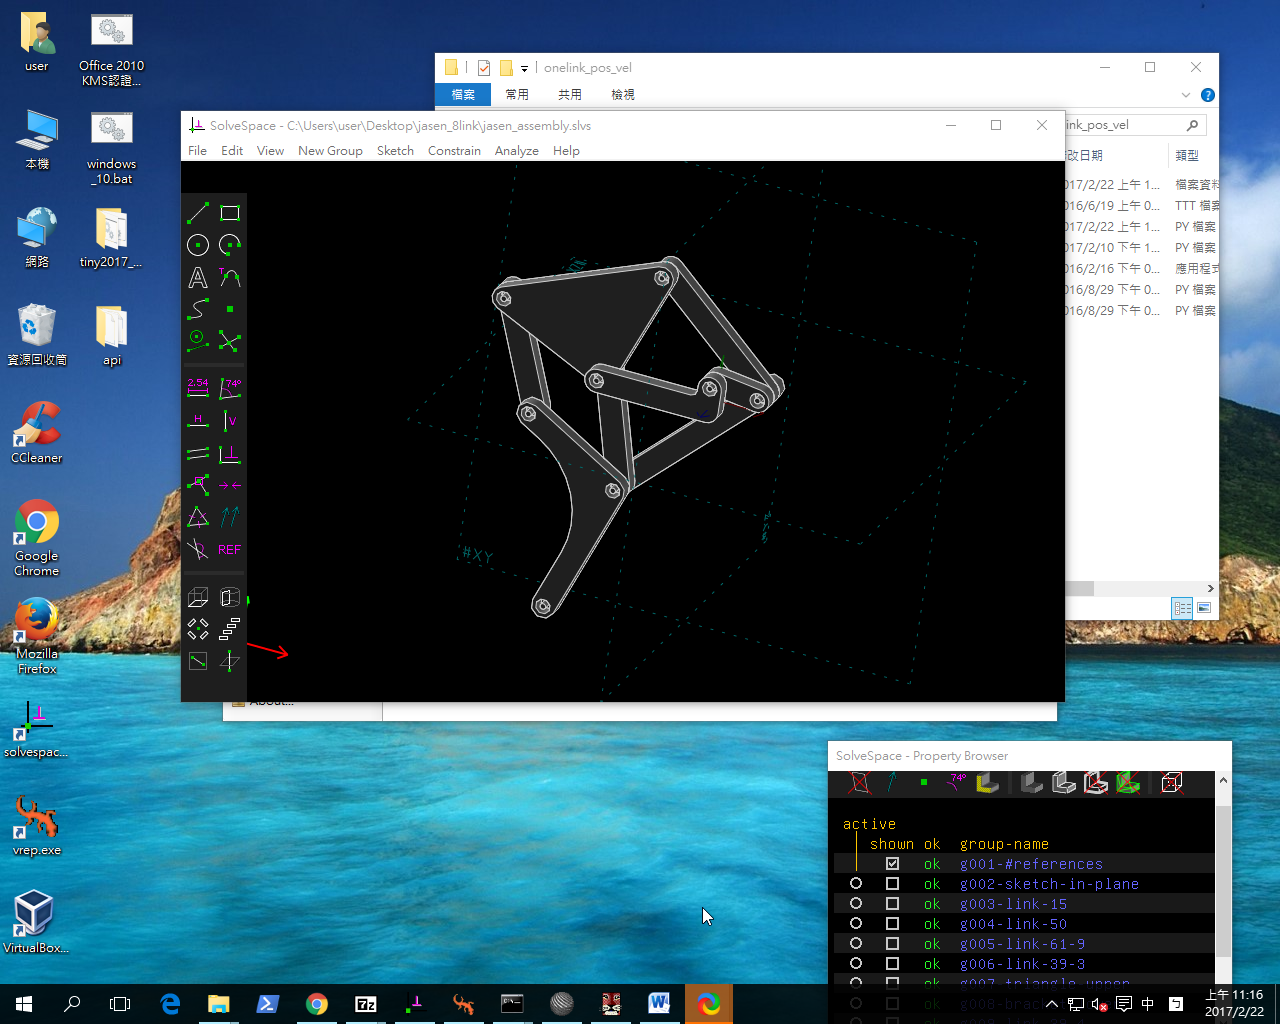 user
Office 2010
KMS認證...
本機
windows
_10.bat
網路
tiny2017_...
資源回收筒
api
CCleaner
Google
Chrome
Mozilla
Firefox
solvespac...
vrep.exe
VirtualBox...
onelink_pos_vel
檔案
常用
共用
檢視
ink_pos_vel
改日期
類型
017/2/22 上午 1...
檔案資料
016/6/19 上午 0...
TTT 檔案
017/2/22 上午 1...
PY 檔案
017/2/10 下午 1...
PY 檔案
016/2/16 下午 0...
應用程式
016/8/29 下午 0...
PY 檔案
016/8/29 下午 0...
PY 檔案
SolveSpace - C:\Users\user\Desktop\jasen_8link\jasen_assembly.slvs
File Edit View New Group Sketch Constrain Analyze Help
2.54
74°
H
V
REF
#XY
About...
SolveSpace - Property Browser
74°
active
shown ok group-name
ok g001-#references
ok g002-sketch-in-plane
ok g003-link-15
ok g004-link-50
ok g005-link-61-9
ok g006-link-39-3
ok g007-triangle-upper
中
上午 11:16
2017/2/22